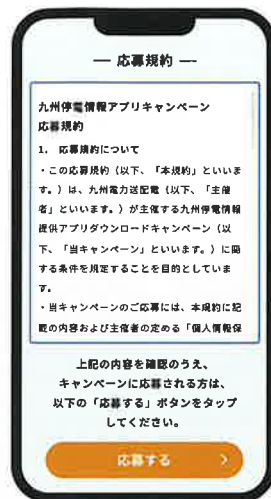 ― 応募規約 ―
九州停電情報アプリキャンペーン
応募規約
1. 応募規約について
・この応募規約（以下、「本規約」といいま
す。）は、九州電力送配電（以下、「主催
者」といいます。）が主催する九州停電情報
提供アプリダウンロードキャンペーン（以
下、「当キャンペーン」といいます。）に関
する条件を規定することを目的としていま
す。
・当キャンペーンのご応募には、本規約に記
載の内容および主催者の定める「個人情報保
上記の内容を確認のうえ、
キャンペーンに応募される方は、
以下の「応募する」ボタンをタップ
してください。
応募する >